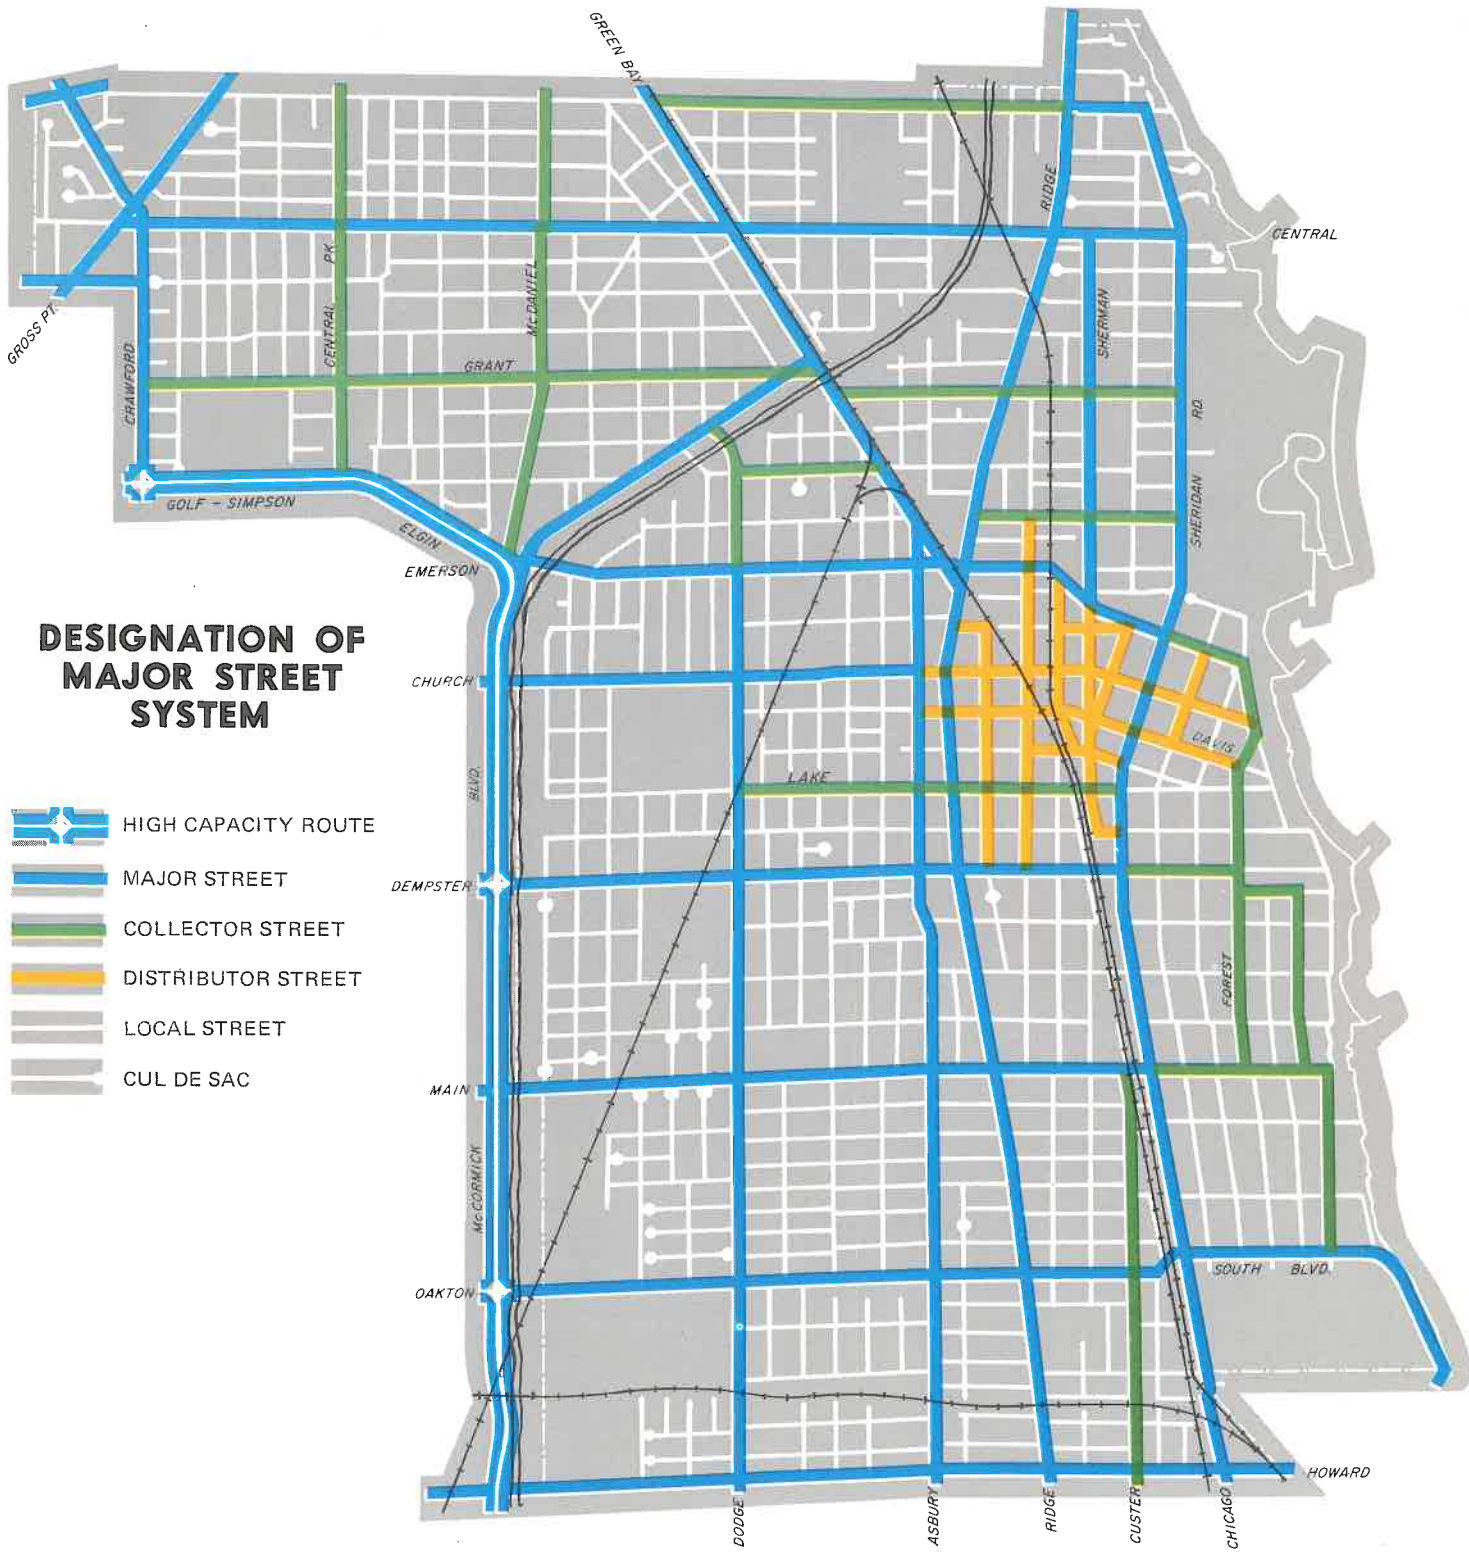 GREEN BAY
RIDGE
CENTRAL
GROSS PT.
CRAWFORD
CENTRAL PK.
McDANIEL
SHERMAN
GRANT
SHERIDAN RD.
GOLF - SIMPSON
ELGIN
EMERSON
DESIGNATION OF
MAJOR STREET
SYSTEM
CHURCH
DAVIS
LAKE
BLVD.
HIGH CAPACITY ROUTE
MAJOR STREET
DEMPSTER
COLLECTOR STREET
DISTRIBUTOR STREET
FOREST
LOCAL STREET
CUL DE SAC
MAIN
McCORMICK
OAKTON
SOUTH BLVD.
HOWARD
DODGE
ASBURY
RIDGE
CUSTER
CHICAGO